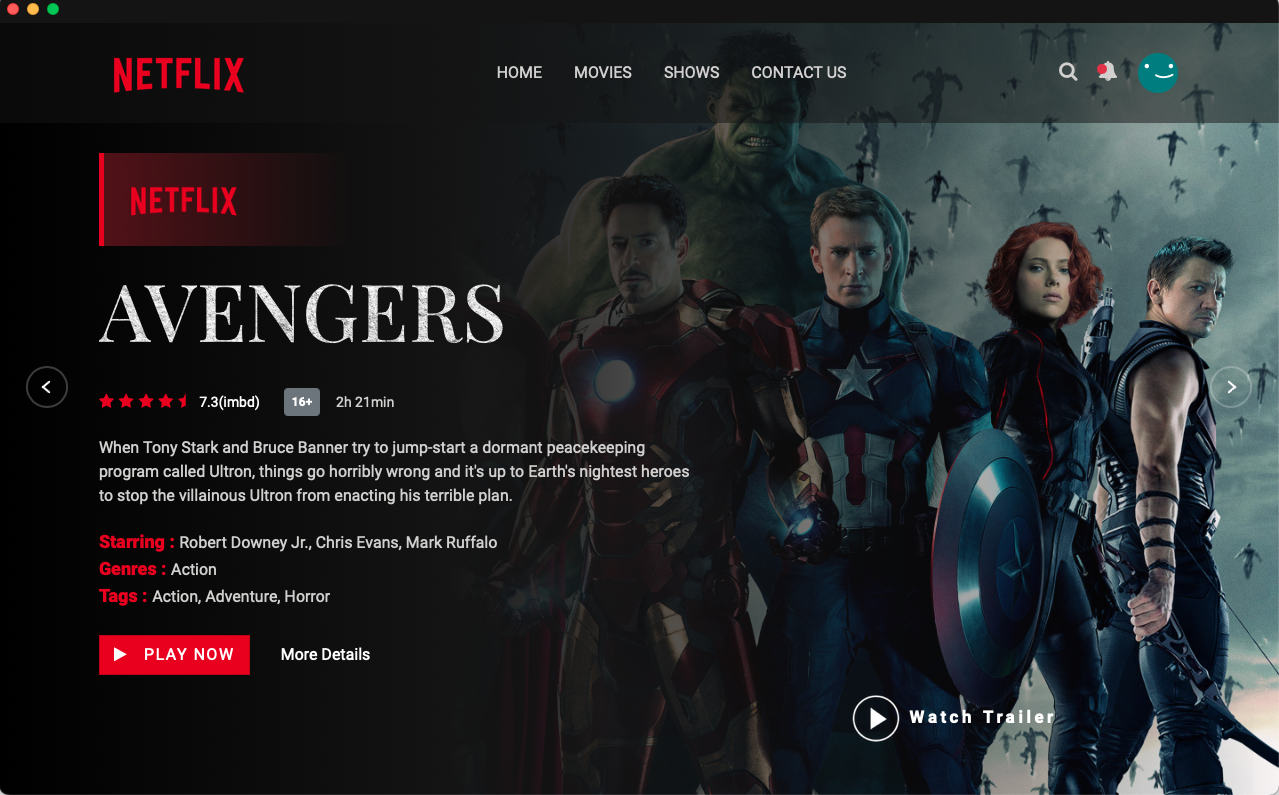 NETFLIX
HOME MOVIES SHOWS CONTACT US
NETFLIX
AVENGERS
7.3(imbd) 16+ 2h 21min
When Tony Stark and Bruce Banner try to jump-start a dormant peacekeeping
program called Ultron, things go horribly wrong and it's up to Earth's nightest heroes
to stop the villainous Ultron from enacting his terrible plan.
Starring : Robert Downey Jr., Chris Evans, Mark Ruffalo
Genres : Action
Tags : Action, Adventure, Horror
PLAY NOW More Details
Watch Trailer